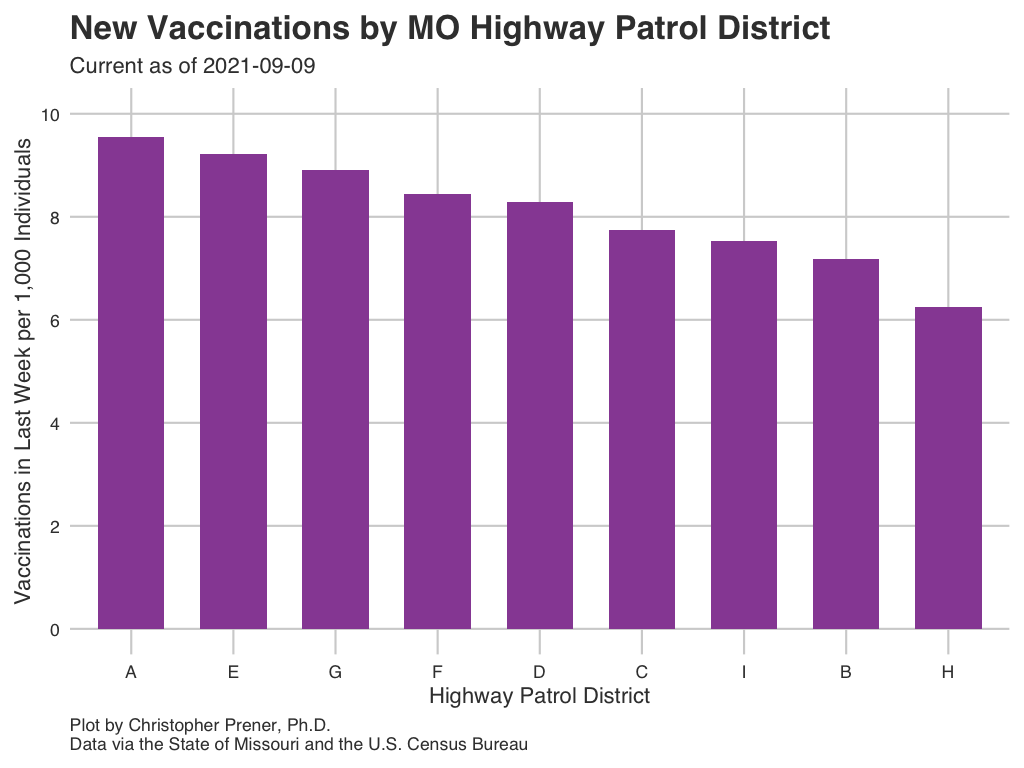 New Vaccinations by MO Highway Patrol District
Current as of 2021-09-09
Vaccinations in Last Week per 1,000 Individuals
10
8
6
4
2
0
A E G F D C I B H
Highway Patrol District
Plot by Christopher Prener, Ph.D.
Data via the State of Missouri and the U.S. Census Bureau